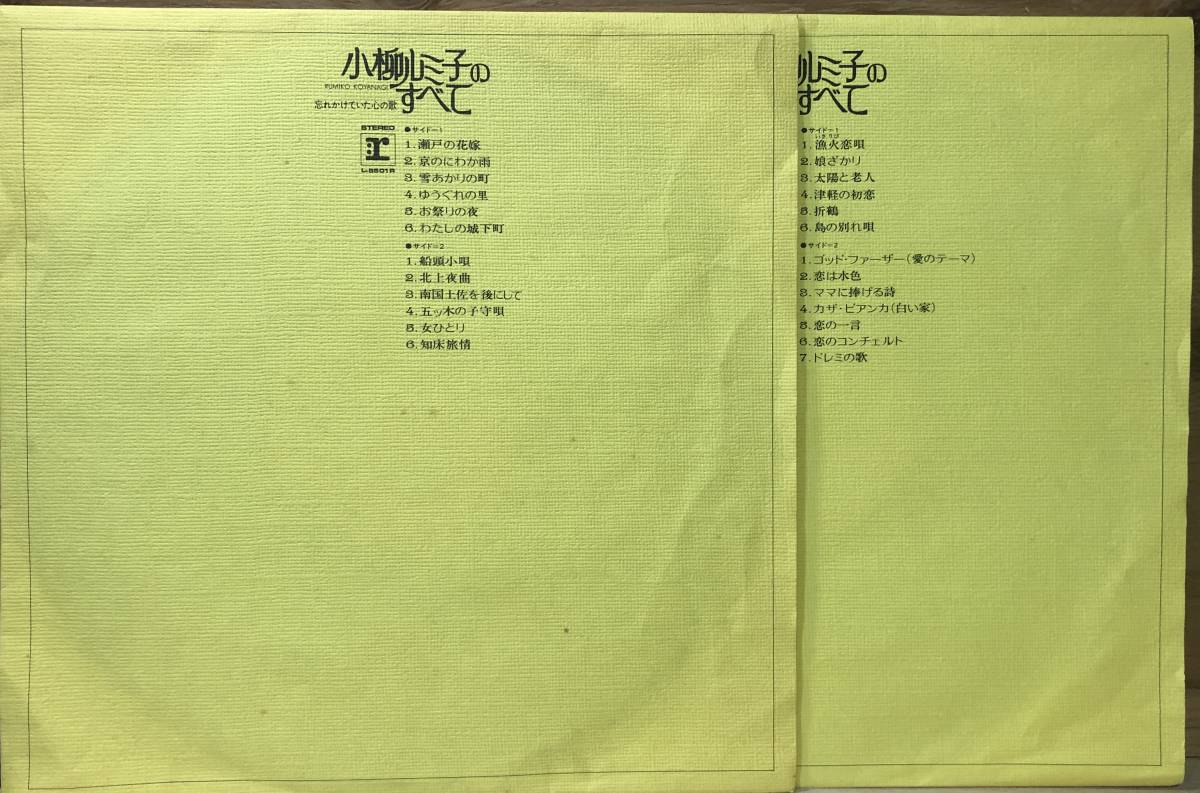 小柳ルミ子の
すべて
RUMIKO KOYANAGI
忘れかけていた心の歌
STEREO
r
L-5501R
●サイド=1
1.瀬戸の花嫁
2.京のにわか雨
3.雪あかりの町
4.ゆうぐれの里
5.お祭りの夜
6.わたしの城下町
●サイド=2
1.船頭小唄
2.北上夜曲
3.南国土佐を後にして
4.五ツ木の子守唄
5.女ひとり
6.知床旅情
ルミ子の
すべて
●サイド=1
いさりび
1.漁火恋唄
2.娘ざかり
3.太陽と老人
4.津軽の初恋
5.折鶴
6.島の別れ唄
●サイド=2
1.ゴッド・ファーザー(愛のテーマ)
2.恋は水色
3.ママに捧げる詩
4.カザ・ビアンカ(白い家)
5.恋の一言
6.恋のコンチェルト
7.ドレミの歌